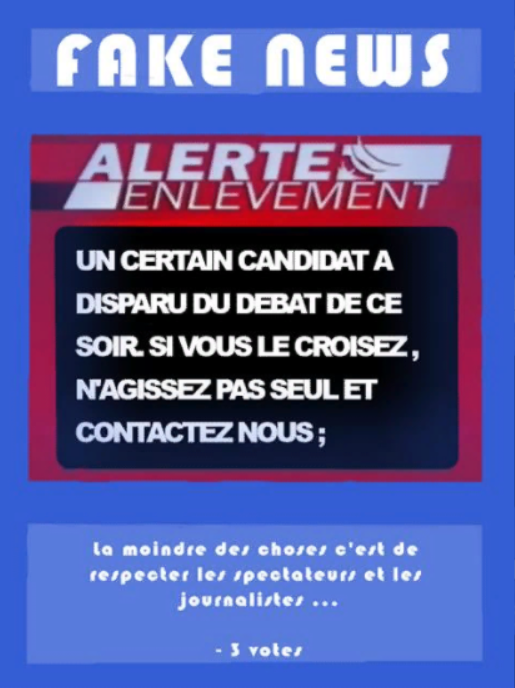 FAKE NEWS
ALERTE
ENLEVEMENT
UN CERTAIN CANDIDAT A
DISPARU DU DEBAT DE CE
SOIR. SI VOUS LE CROISEZ ,
N'AGISSEZ PAS SEUL ET
CONTACTEZ NOUS ;
La moindre des choses c'est de
respecter les spectateurs et les
journalistes ...
- 3 votes